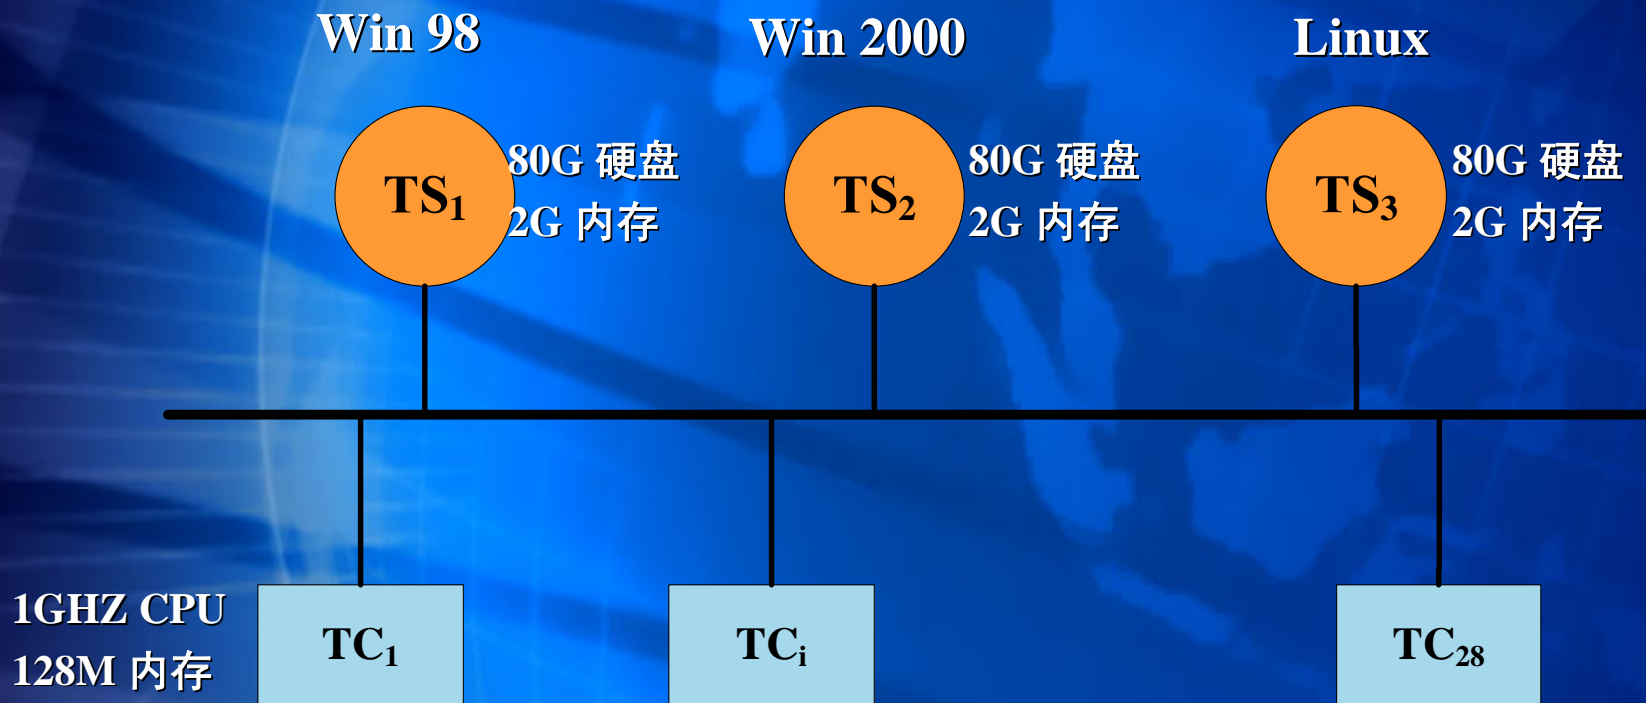 Win 98
Win 2000
Linux
TS1
80G 硬盘
2G 内存
TS2
80G 硬盘
2G 内存
TS3
80G 硬盘
2G 内存
1GHZ CPU
128M 内存
TC1
TCi
TC28